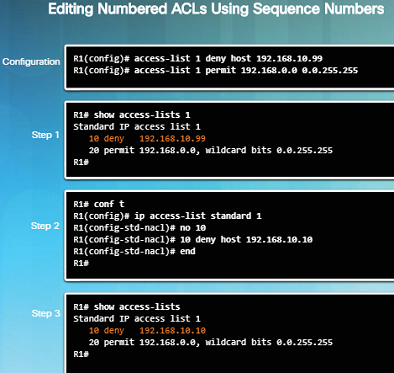 Editing Numbered ACLs Using Sequence Numbers
Configuration
R1(config)# access-list 1 deny host 192.168.10.99
R1(config)# access-list 1 permit 192.168.0.0 0.0.255.255
Step 1
R1# show access-lists 1
Standard IP access list 1
10 deny 192.168.10.99
20 permit 192.168.0.0, wildcard bits 0.0.255.255
R1#
Step 2
R1# conf t
R1(config)# ip access-list standard 1
R1(config-std-nacl)# no 10
R1(config-std-nacl)# 10 deny host 192.168.10.10
R1(config-std-nacl)# end
R1#
Step 3
R1# show access-lists
Standard IP access list 1
10 deny 192.168.10.10
20 permit 192.168.0.0, wildcard bits 0.0.255.255
R1#